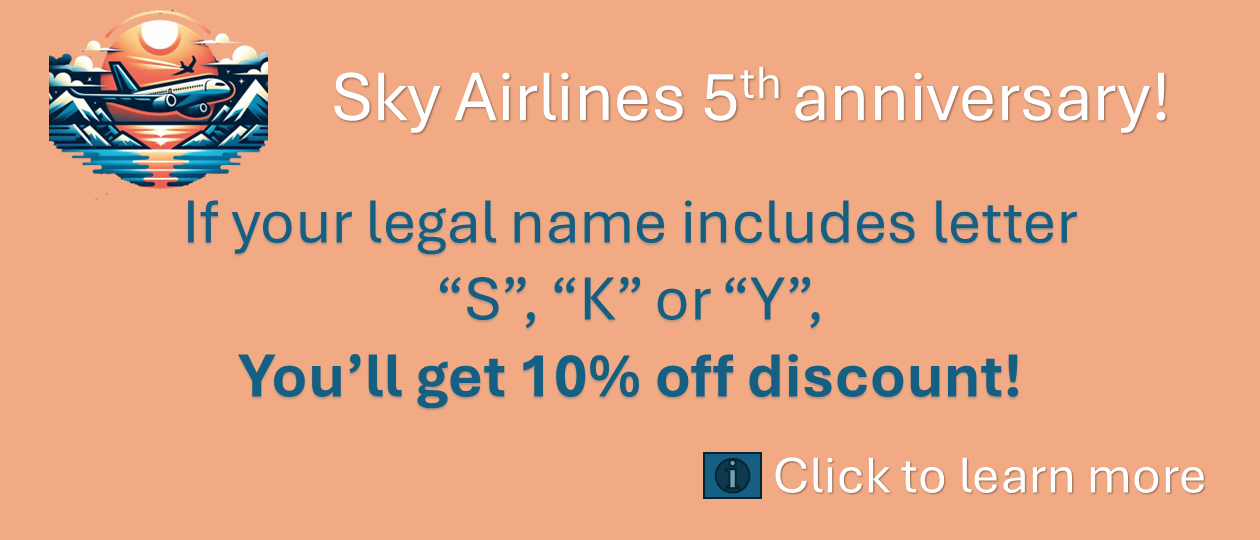 Sky Airlines 5th anniversary!
If your legal name includes letter
“S”, “K” or “Y”,
You’ll get 10% off discount!
i Click to learn more